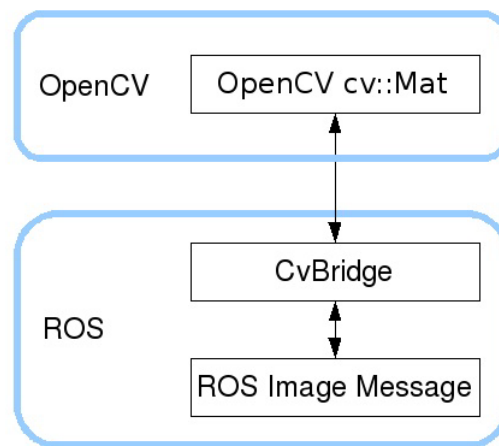 OpenCV
OpenCV cv::Mat
CvBridge
ROS
ROS Image Message